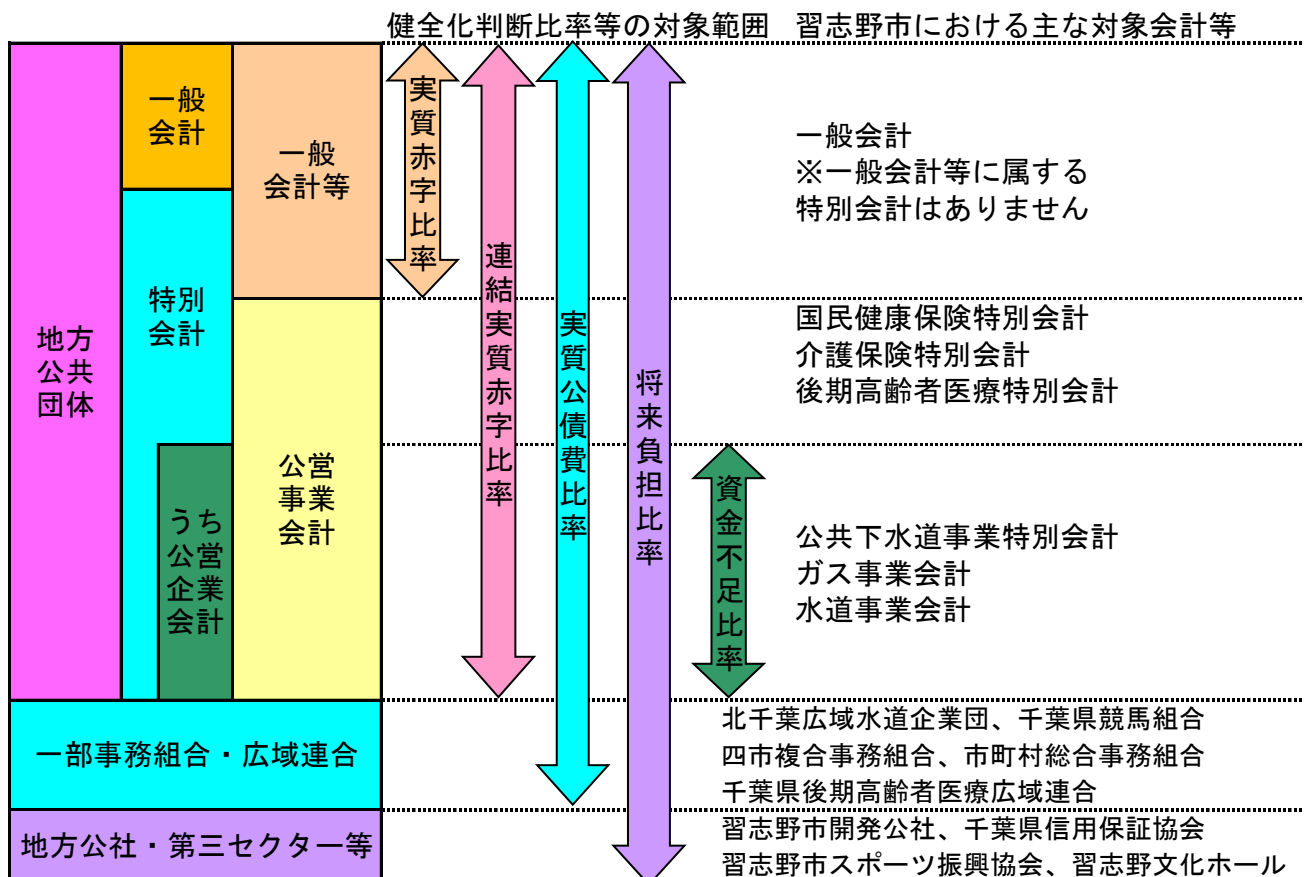 健全化判断比率等の対象範囲
習志野市における主な対象会計等
地方
公共
団体
一般
会計
特別
会計
うち
公営
企業
会計
一般
会計等
公営
事業
会計
実質赤字比率
連結実質赤字比率
実質公債費比率
将来負担比率
資金不足比率
一般会計
※一般会計等に属する
特別会計はありません
国民健康保険特別会計
介護保険特別会計
後期高齢者医療特別会計
公共下水道事業特別会計
ガス事業会計
水道事業会計
一部事務組合・広域連合
北千葉広域水道企業団、千葉県競馬組合
四市複合事務組合、市町村総合事務組合
千葉県後期高齢者医療広域連合
地方公社・第三セクター等
習志野市開発公社、千葉県信用保証協会
習志野市スポーツ振興協会、習志野文化ホール